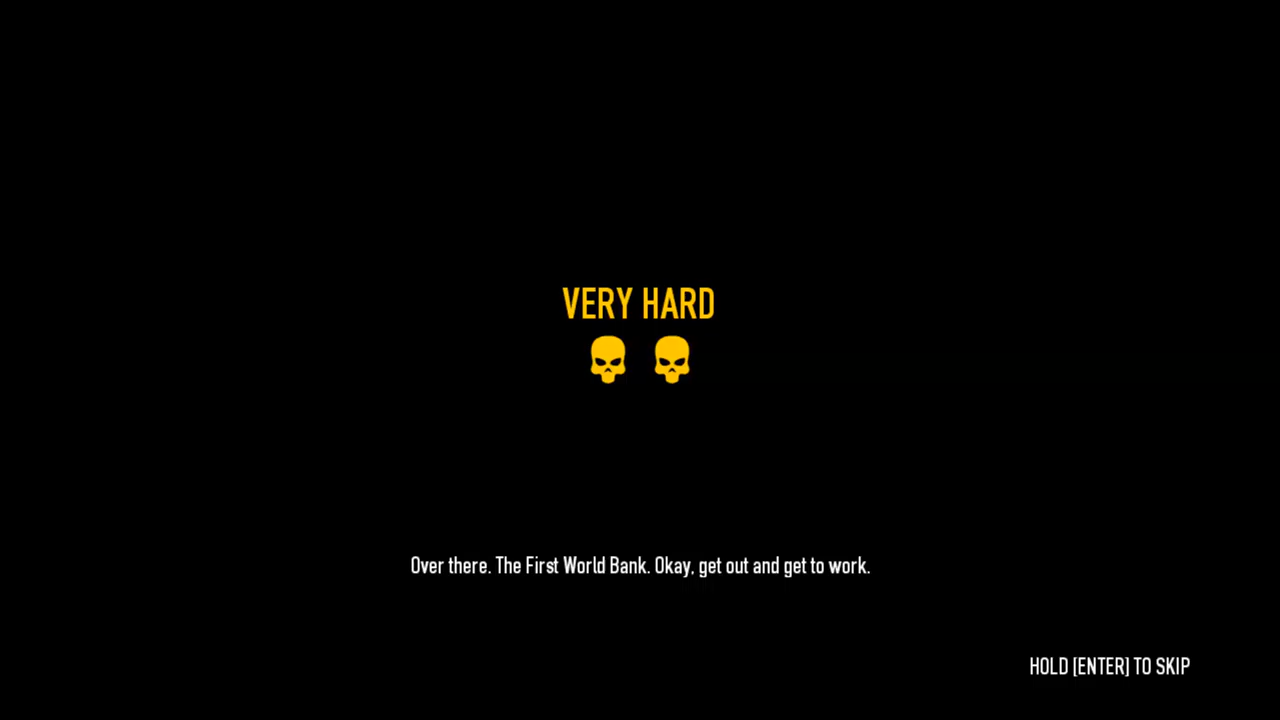 VERY HARD
Over there. The First World Bank. Okay, get out and get to work.
HOLD [ENTER] TO SKIP